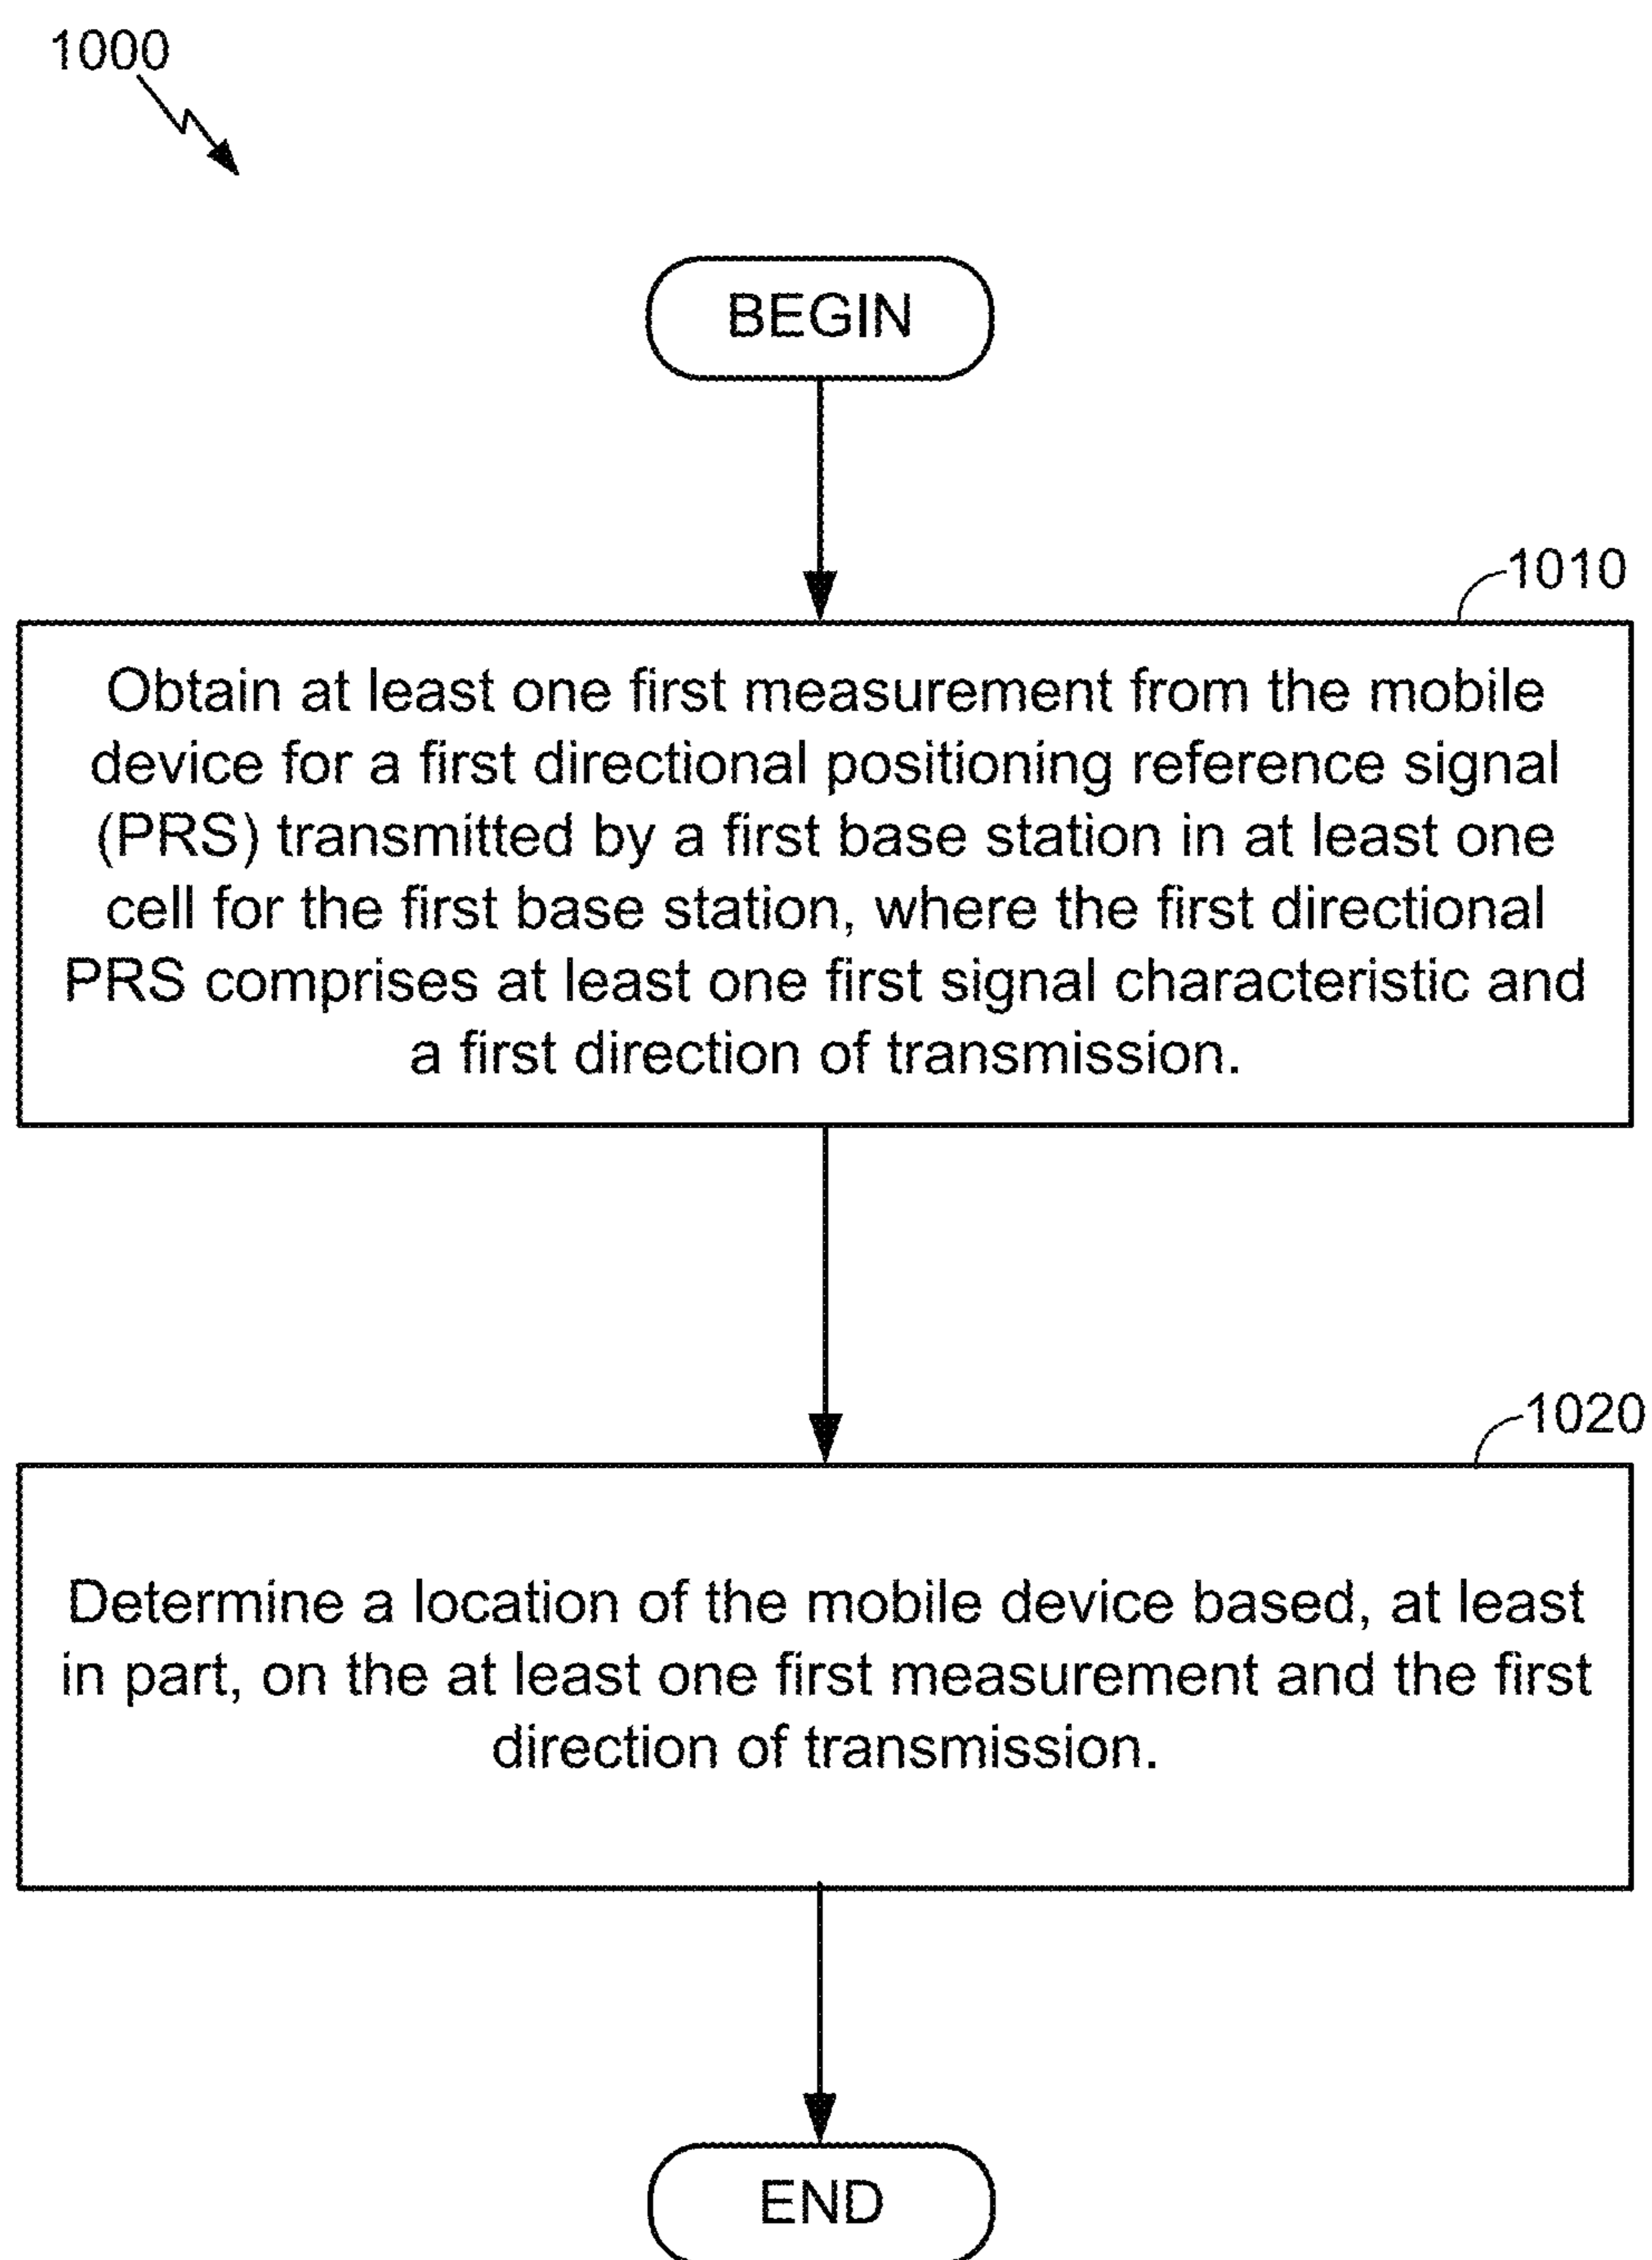 1000
BEGIN
1010
Obtain at least one first measurement from the mobile
device for a first directional positioning reference signal
(PRS) transmitted by a first base station in at least one
cell for the first base station, where the first directional
PRS comprises at least one first signal characteristic and
a first direction of transmission.
1020
Determine a location of the mobile device based, at least
in part, on the at least one first measurement and the first
direction of transmission.
END